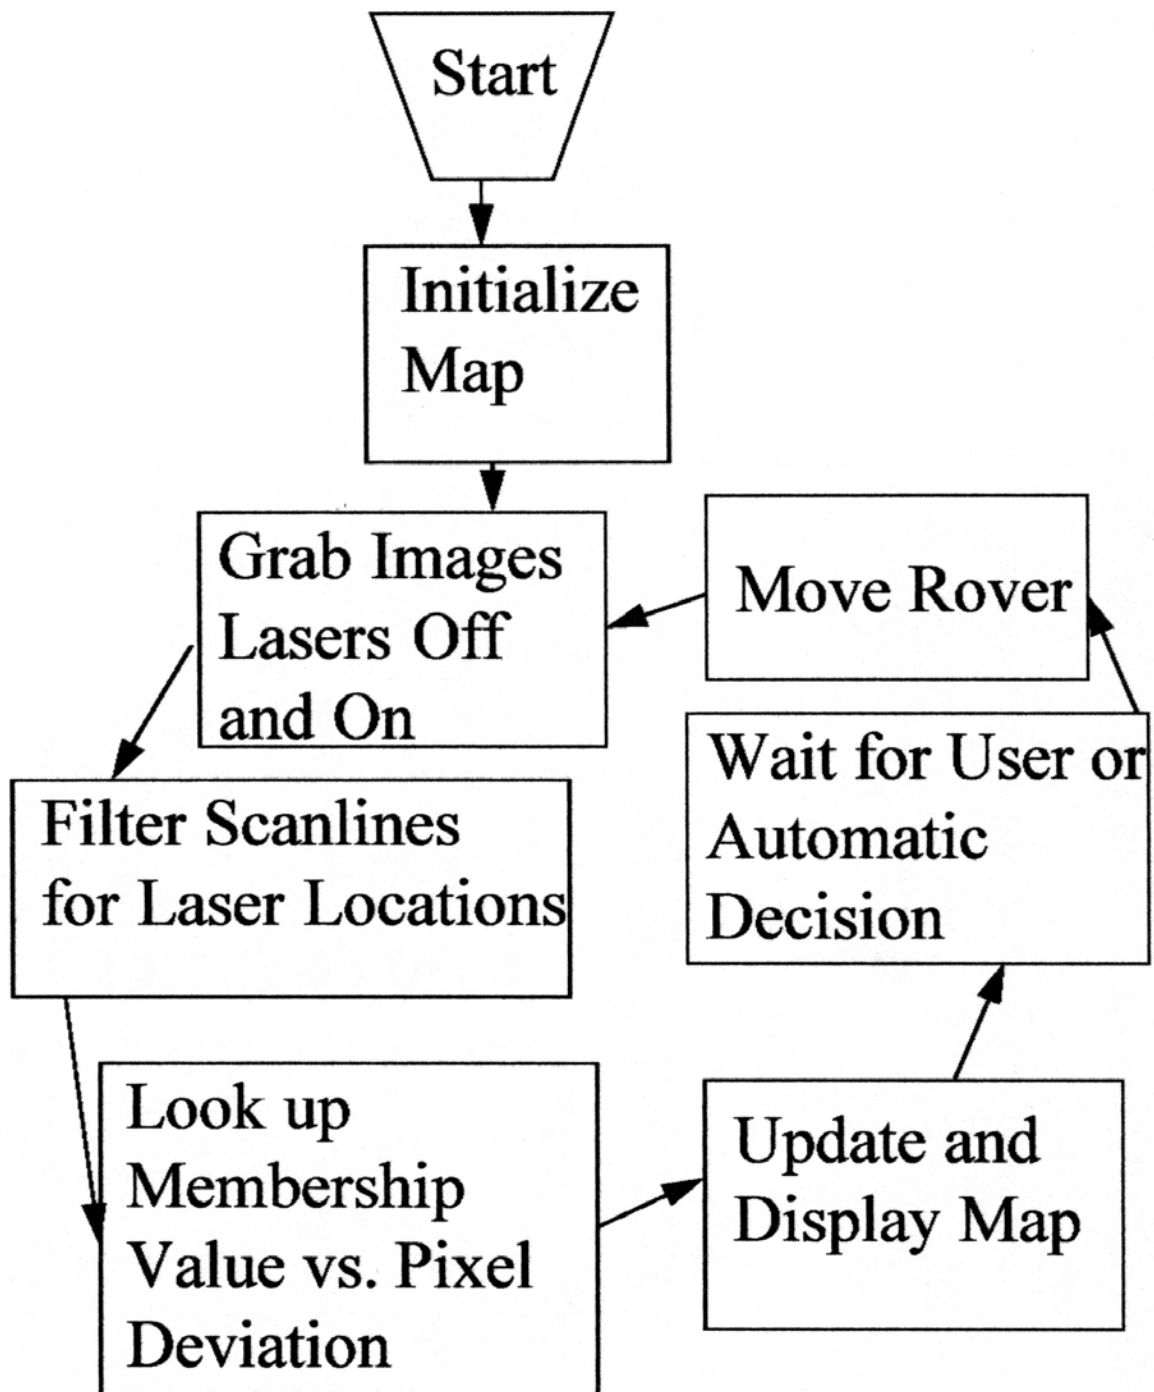 Start
Initialize
Map
Grab Images
Lasers Off
and On
Move Rover
Filter Scanlines
for Laser Locations
Wait for User or
Automatic
Decision
Look up
Membership
Value vs. Pixel
Deviation
Update and
Display Map